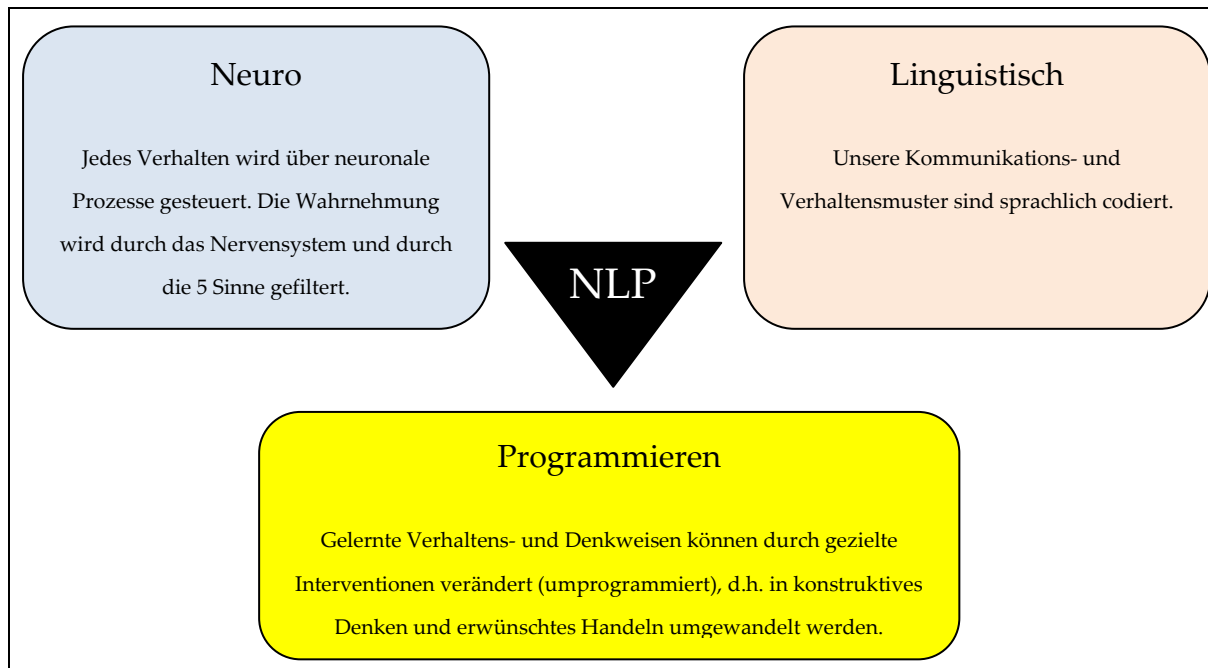 Neuro
Jedes Verhalten wird über neuronale
Prozesse gesteuert. Die Wahrnehmung
wird durch das Nervensystem und durch
die 5 Sinne gefiltert.
Linguistisch
Unsere Kommunikations- und
Verhaltensmuster sind sprachlich codiert.
NLP
Programmieren
Gelernte Verhaltens- und Denkweisen können durch gezielte
Interventionen verändert (umprogrammiert), d.h. in konstruktives
Denken und erwünschtes Handeln umgewandelt werden.